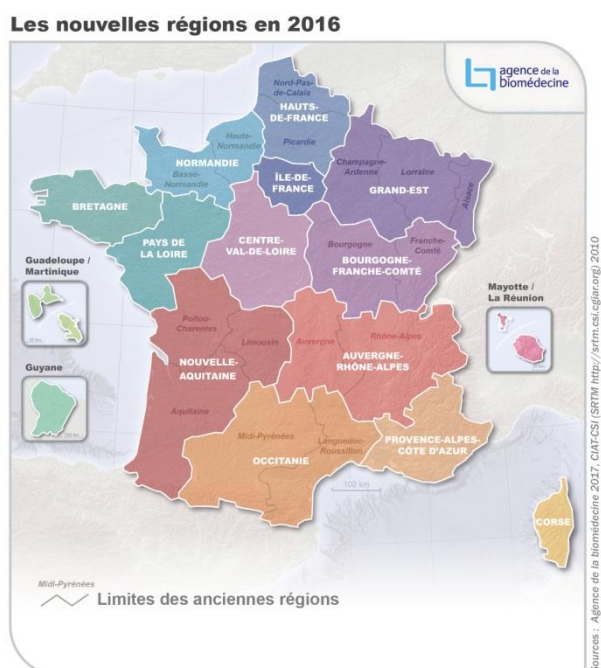 Les nouvelles régions en 2016
agence de la
biomédecine
Nord-Pas-
de-Calais
HAUTS-
DE-FRANCE
Picardie
Haute-
Normandie
NORMANDIE
Basse-
Normandie
ÎLE-DE-
FRANCE
Champagne-
Ardenne
Lorraine
Alsace
GRAND-EST
BRETAGNE
PAYS DE
LA LOIRE
CENTRE-
VAL-DE-LOIRE
Bourgogne
Franche-
Comté
BOURGOGNE-
FRANCHE-COMTÉ
Guadeloupe /
Martinique
Mayotte /
La Réunion
Guyane
Poitou-
Charentes
Limousin
NOUVELLE-
AQUITAINE
Aquitaine
Auvergne
Rhône-Alpes
AUVERGNE-
RHÔNE-ALPES
Midi-Pyrénées
Languedoc-
Roussillon
OCCITANIE
PROVENCE-ALPES-
CÔTE D'AZUR
100 km
CORSE
Midi-Pyrénées
Limites des anciennes régions
Sources : Agence de la biomédecine 2017, CIAT-CSI (SRTM http://srtm.csi.cgiar.org) 2010